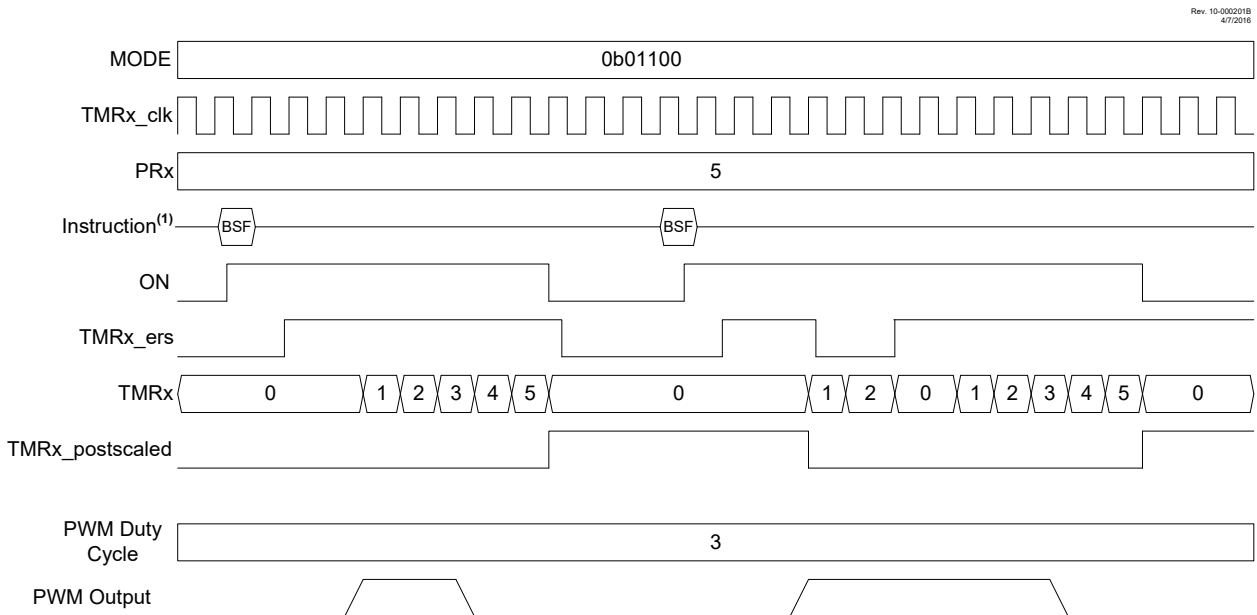 Rev. 10-000201B
4/7/2016
MODE 0b01100
TMRx_clk
PRx 5
Instruction(1) BSF BSF
ON
TMRx_ers
TMRx 0 1 2 3 4 5 0 1 2 0 1 2 3 4 5 0
TMRx_postscaled
PWM Duty
Cycle 3
PWM Output